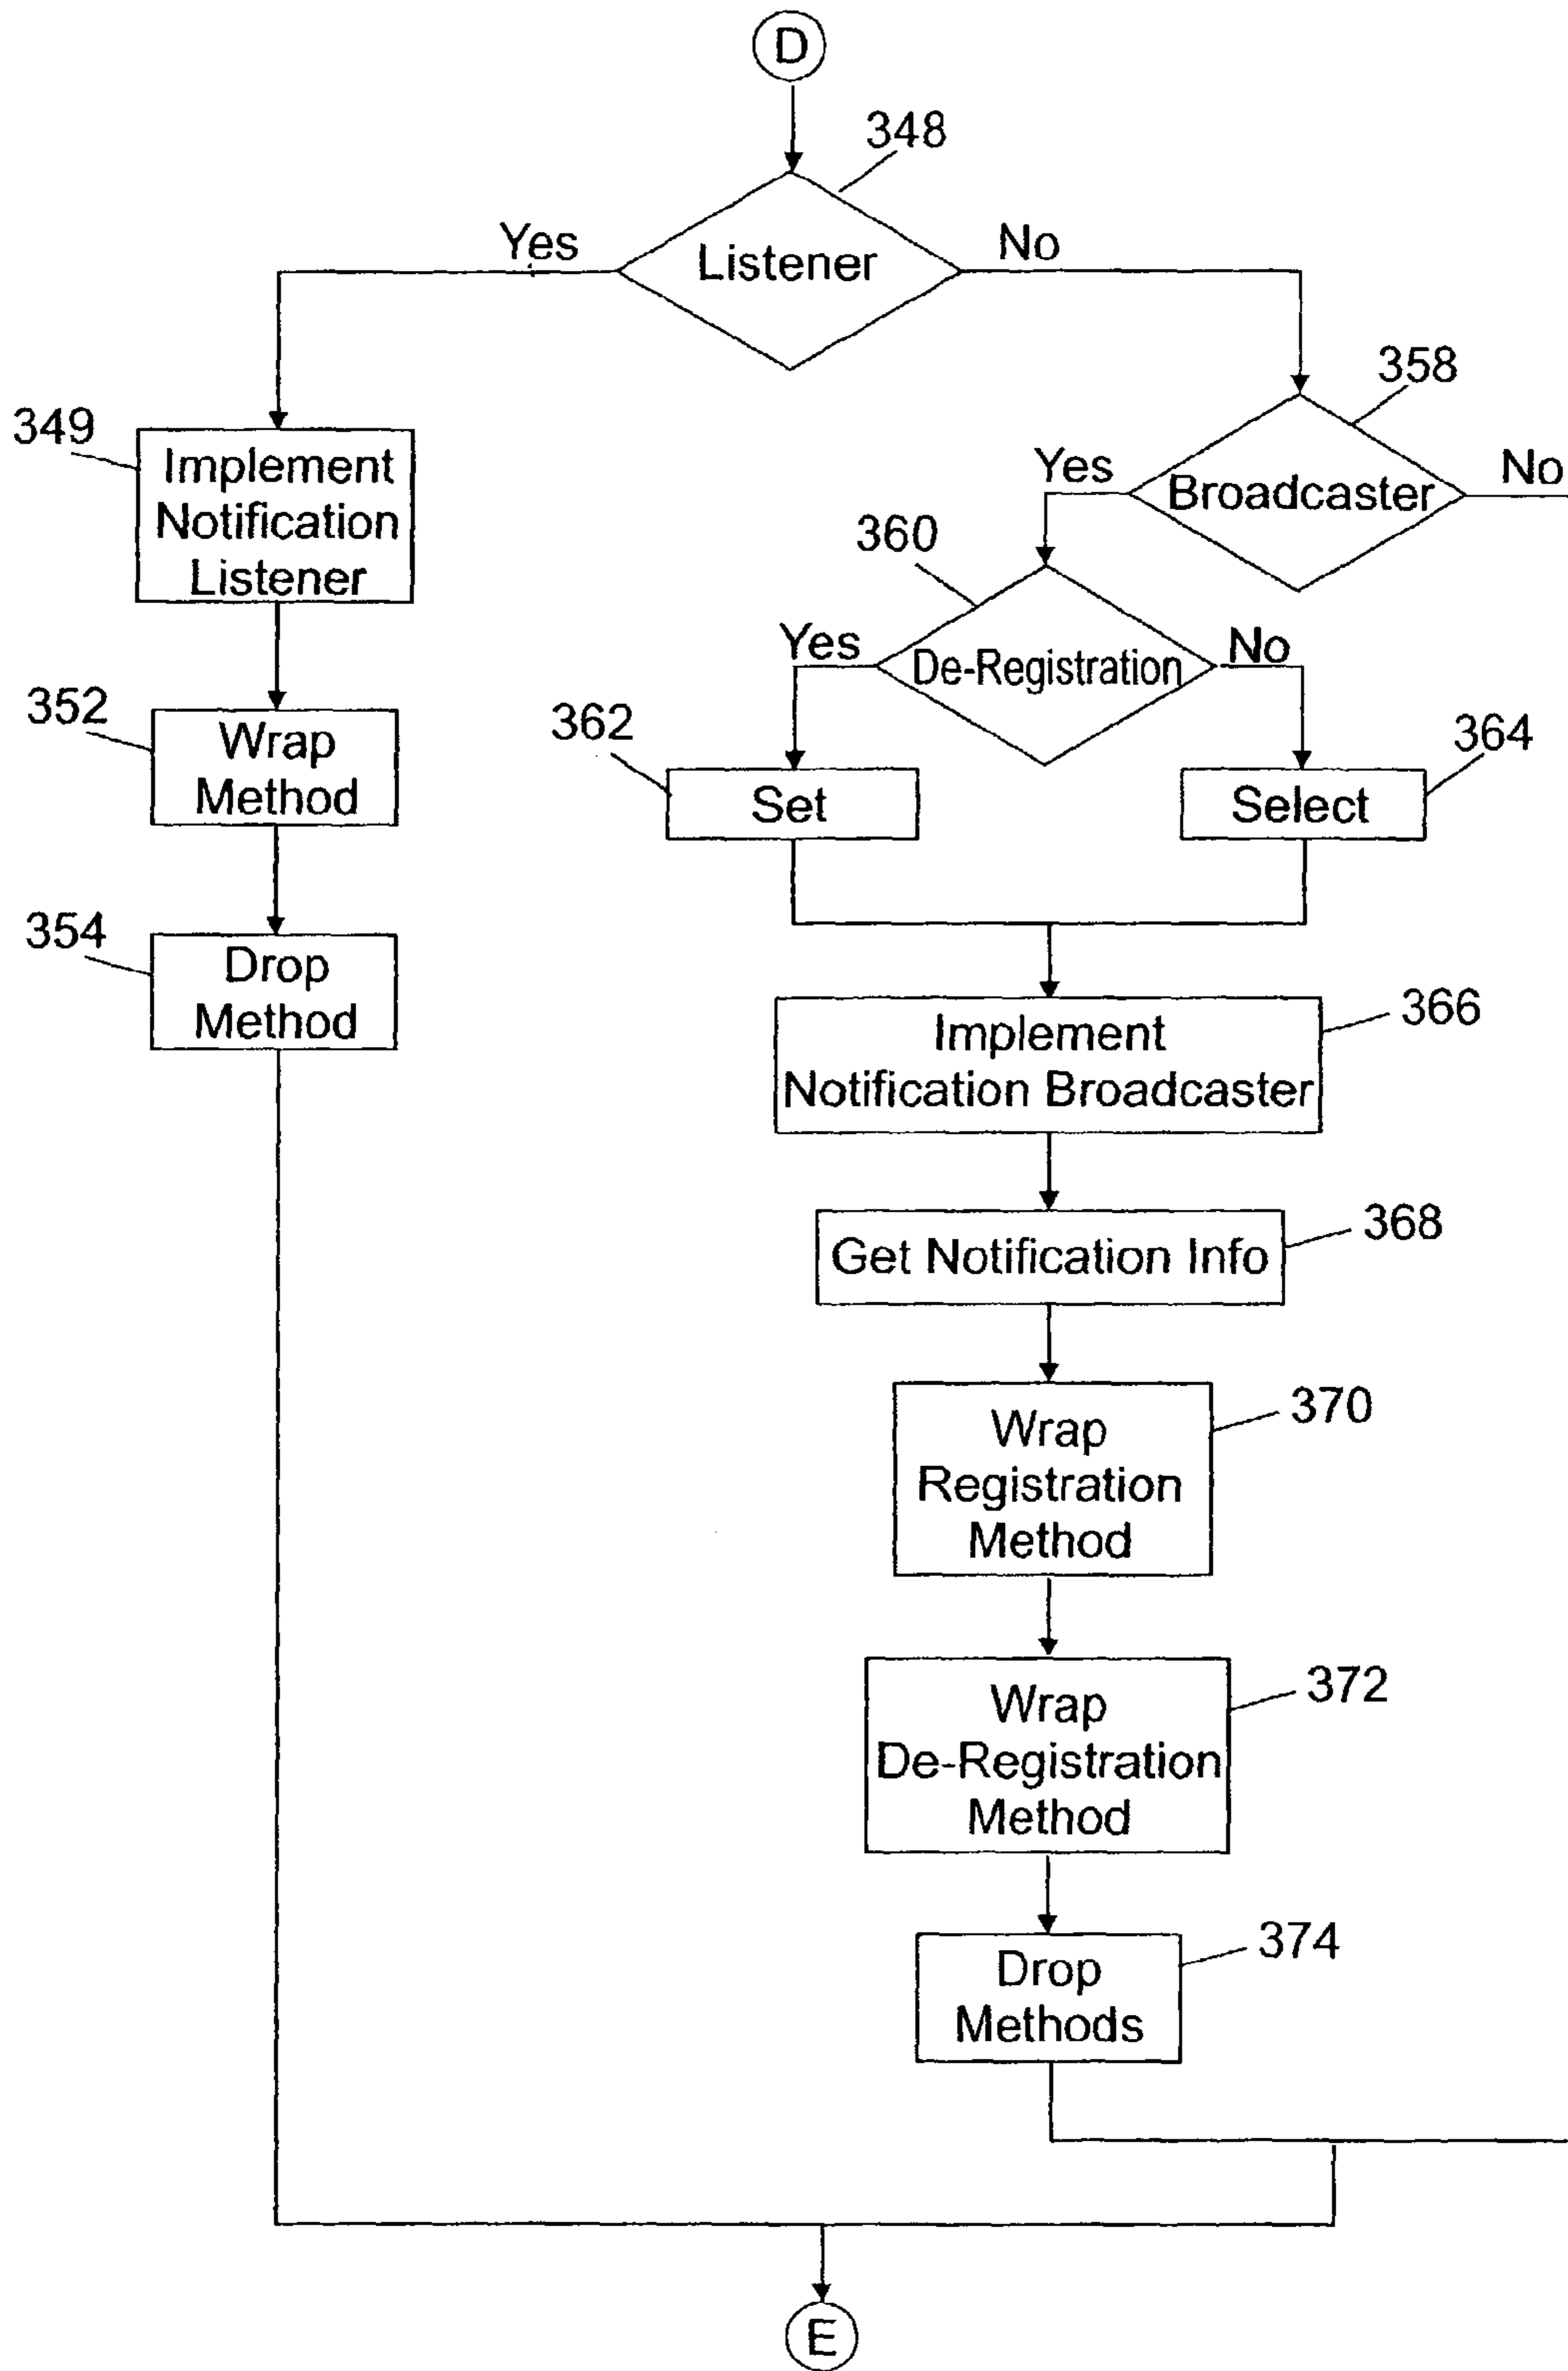 D
348
Yes
Listener
No
358
349
Implement
Notification
Listener
Yes
Broadcaster
No
360
Yes
De-Registration
No
352
Wrap
Method
362
Set
364
Select
354
Drop
Method
366
Implement
Notification Broadcaster
368
Get Notification Info
370
Wrap
Registration
Method
372
Wrap
De-Registration
Method
374
Drop
Methods
E